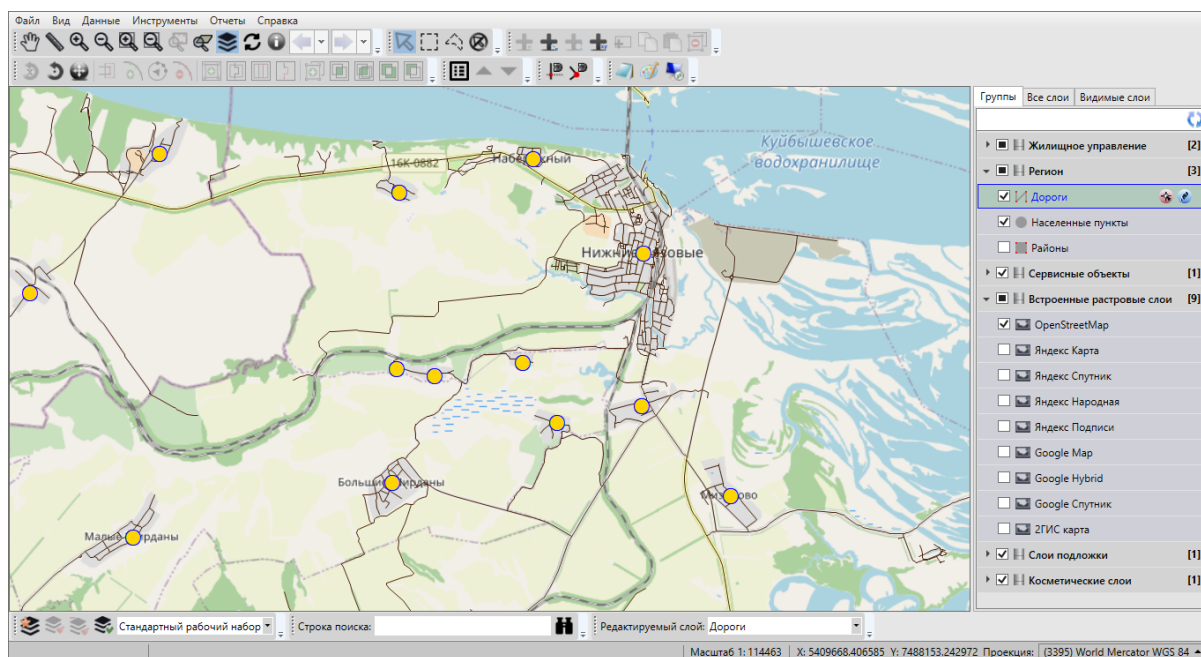 Файл Вид Данные Инструменты Отчеты Справка
Группы Все слои Видимые слои
Жилищное управление [2]
Регион [3]
Дороги
Населенные пункты
Районы
Сервисные объекты [1]
Встроенные растровые слои [9]
OpenStreetMap
Яндекс Карта
Яндекс Спутник
Яндекс Народная
Яндекс Подписи
Google Map
Google Hybrid
Google Спутник
2ГИС карта
Слои подложки [1]
Косметические слои [1]
Куйбышевское
водохранилище
16К-0882
Малые
Стандартный рабочий набор Строка поиска: Редактируемый слой: Дороги
Масштаб 1: 114463 X: 5409668.406585 Y: 7488153.242972 Проекция: (3395) World Mercator WGS 84